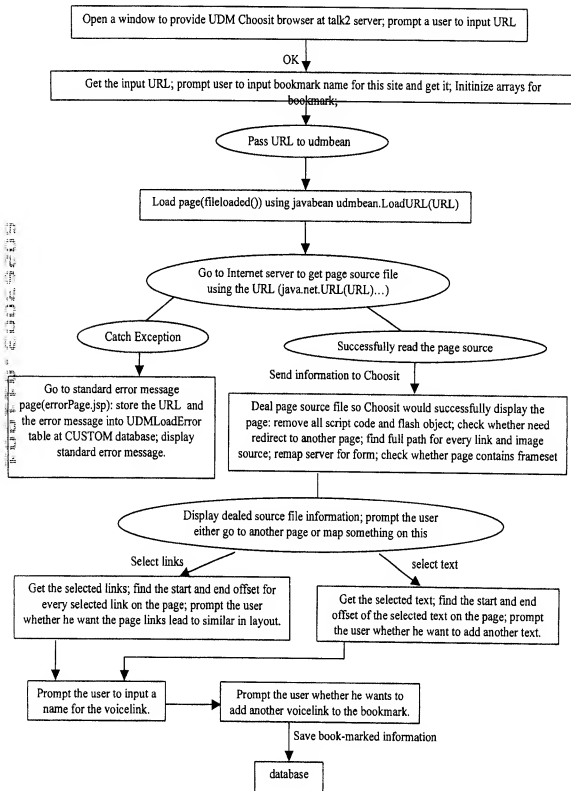 Open a window to provide UDM Choosit browser at talk2 server; prompt a user to input URL
OK
Get the input URL; prompt user to input bookmark name for this site and get it; Initinize arrays for
bookmark;
Pass URL to udmbean
Load page(fileloaded()) using javabean udmbean.LoadURL(URL)
Go to Internet server to get page source file
using the URL (java.net.URL(URL)...)
Catch Exception
Successfully read the page source
Send information to Choosit
Go to standard error message
page(errorPage.jsp): store the URL and
the error message into UDMLoadError
table at CUSTOM database; display
standard error message.
Deal page source file so Choosit would successfully display the
page: remove all script code and flash object; check whether need
redirect to another page; find full path for every link and image
source; remap server for form; check whether page contains frameset
Display dealed source file information; prompt the user
either go to another page or map something on this
Select links
select text
Get the selected links; find the start and end offset for
every selected link on the page; prompt the user
whether he want the page links lead to similar in layout.
Get the selected text; find the start and end
offset of the selected text on the page; prompt
the user whether he want to add another text.
Prompt the user to input a
name for the voicelink.
Prompt the user whether he wants to
add another voicelink to the bookmark.
Save book-marked information
database